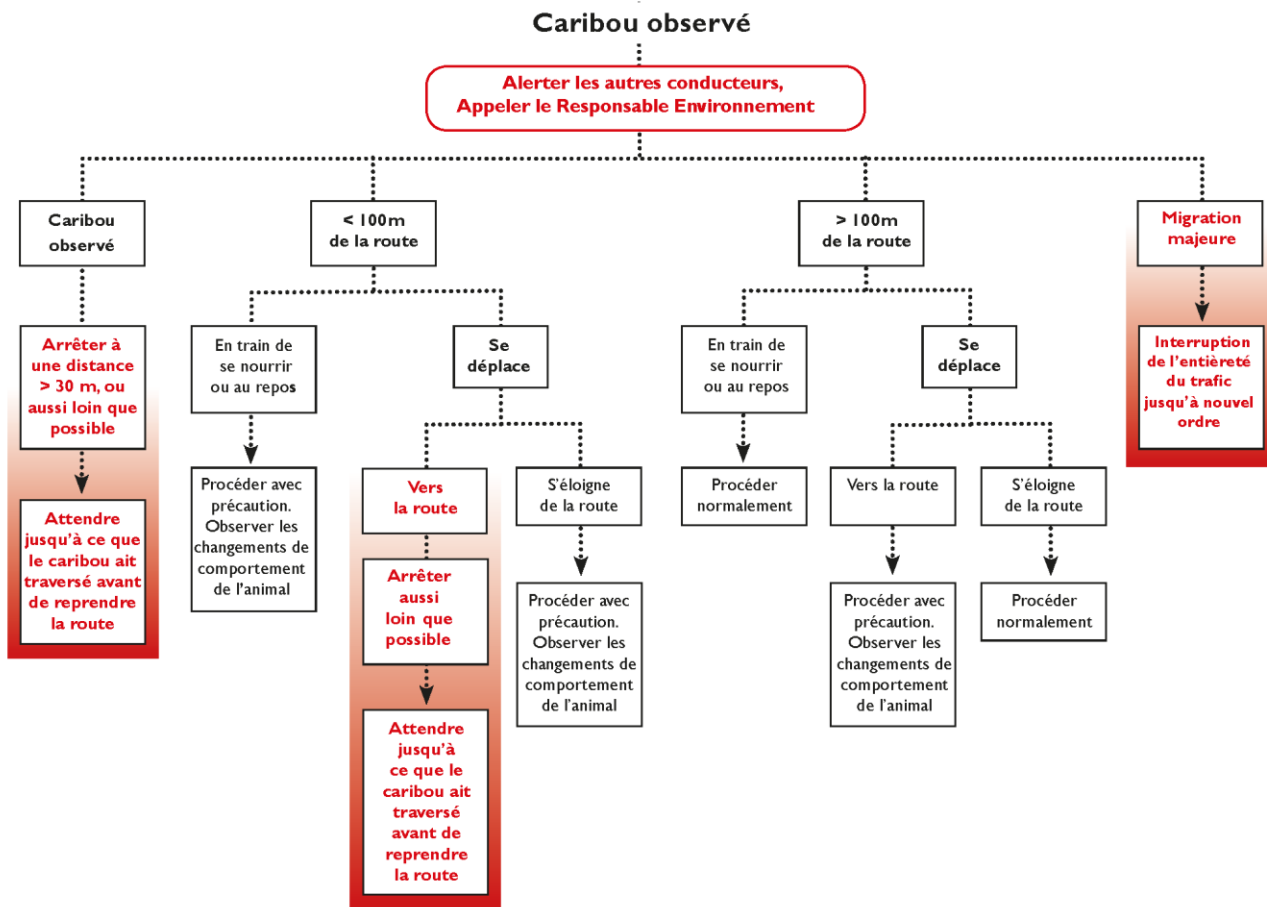 Caribou observé
Alerter les autres conducteurs,
Appeler le Responsable Environnement
Caribou
observé
< 100m
de la route
> 100m
de la route
Migration
majeure
Arrêter à
une distance
> 30 m, ou
aussi loin que
possible
En train de
se nourrir
ou au repos
Se
déplace
En train de
se nourrir
ou au repos
Se
déplace
Interruption
de l'entièreté
du trafic
jusqu'à nouvel
ordre
Attendre
jusqu'à ce que
le caribou ait
traversé avant
de reprendre
la route
Procéder avec
précaution.
Observer les
changements de
comportement
de l'animal
Vers
la route
S'éloigne
de la route
Procéder
normalement
Vers la route
S'éloigne
de la route
Arrêter
aussi
loin que
possible
Procéder avec
précaution.
Observer les
changements de
comportement
de l'animal
Procéder avec
précaution.
Observer les
changements de
comportement
de l'animal
Procéder
normalement
Attendre
jusqu'à
ce que le
caribou ait
traversé
avant de
reprendre
la route